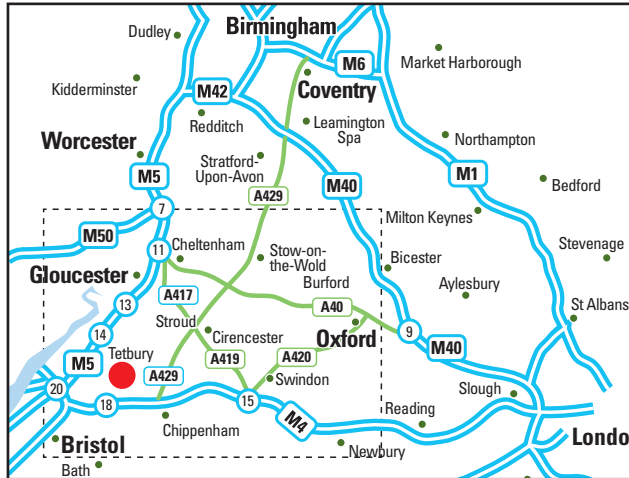 Dudley
Birmingham
Market Harborough
M6
Kidderminster
Coventry
M42
Redditch
Leamington
Spa
Northampton
Worcester
Stratford-
Upon-Avon
M5
M40
M1
A429
Bedford
Milton Keynes
7
M50
11
Cheltenham
Stow-on-
the-Wold
Bicester
Stevenage
Gloucester
Burford
Aylesbury
A417
A40
St Albans
13
Stroud
Cirencester
Oxford
9
14
M40
Tetbury
M5
A419
A420
A429
Swindon
20
18
15
Slough
Chippenham
M4
Reading
Bristol
Newbury
Londo
Bath